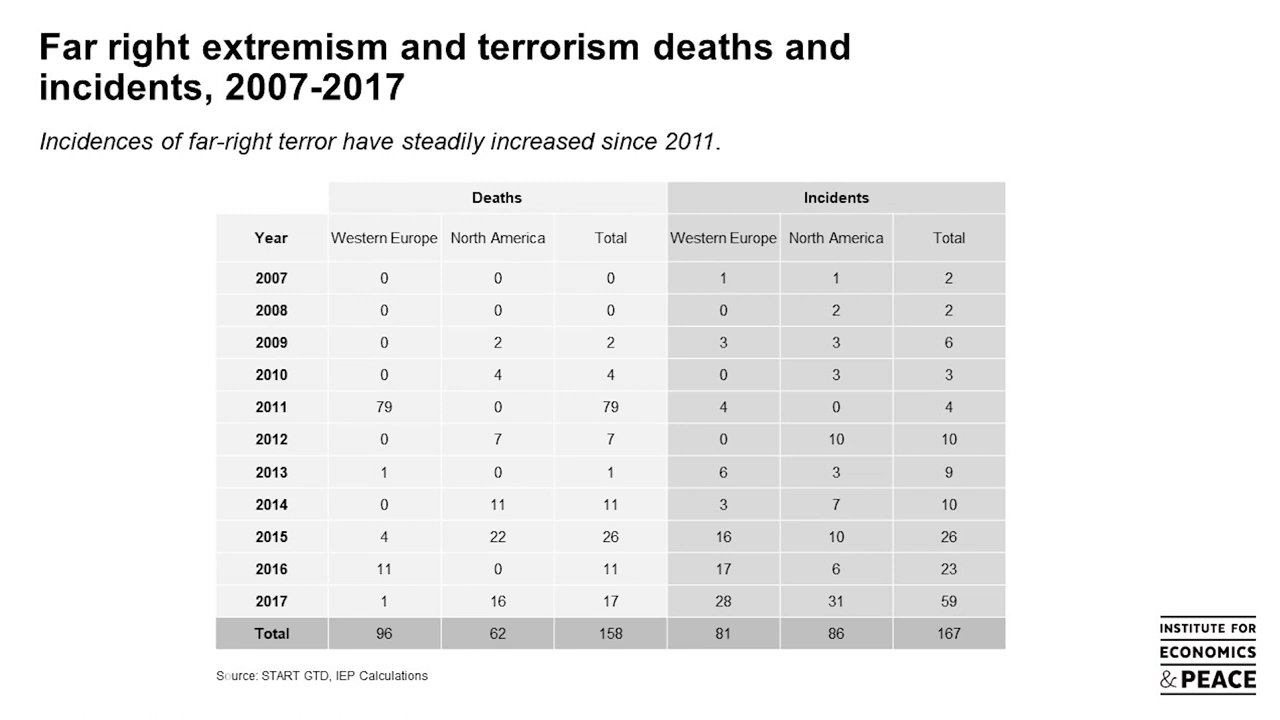 Far right extremism and terrorism deaths and
incidents, 2007-2017
Incidences of far-right terror have steadily increased since 2011.
Deaths Incidents
Year Western Europe North America Total Western Europe North America Total
2007 0 0 0 1 1 2
2008 0 0 0 0 2 2
2009 0 2 2 3 3 6
2010 0 4 4 0 3 3
2011 79 0 79 4 0 4
2012 0 7 7 0 10 10
2013 1 0 1 6 3 9
2014 0 11 11 3 7 10
2015 4 22 26 16 10 26
2016 11 0 11 17 6 23
2017 1 16 17 28 31 59
Total 96 62 158 81 86 167
Source: START GTD, IEP Calculations
INSTITUTE FOR
ECONOMICS
& PEACE